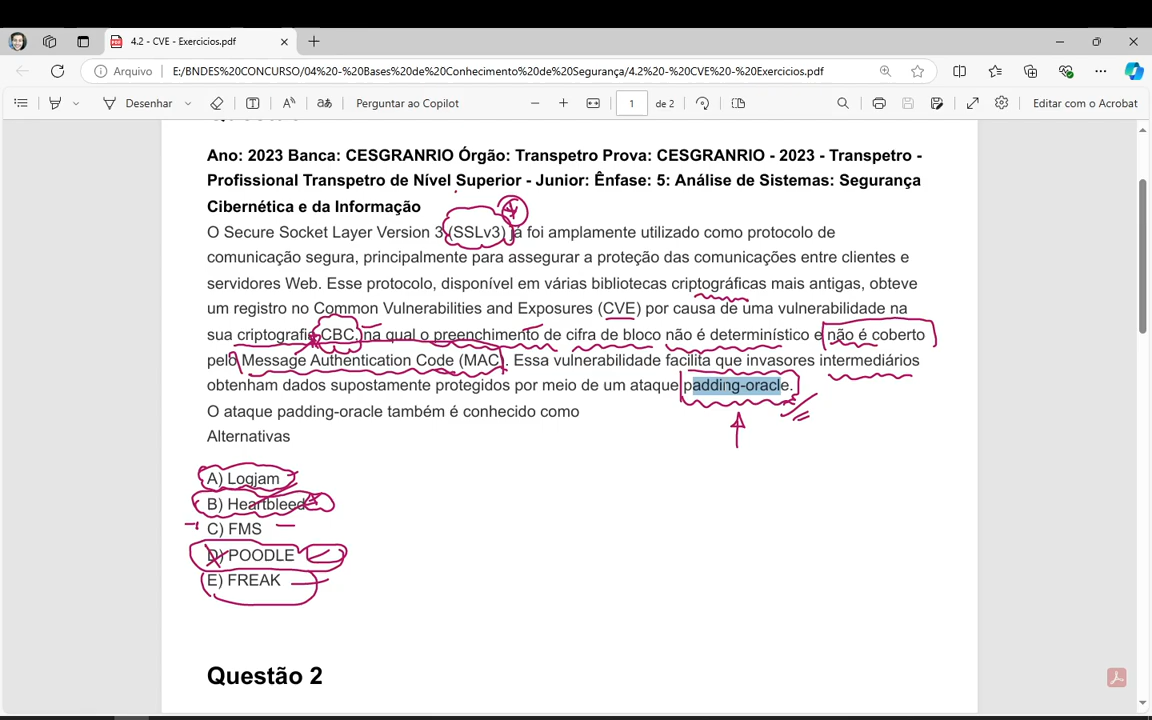 4.2 - CVE - Exercicios.pdf
Arquivo
E:/BNDES%20CONCURSO/04%20-%20Bases%20de%20Conhecimento%20de%20Segurança/4.2%20-%20CVE%20-%20Exercicios.pdf
Desenhar
Perguntar ao Copilot
1 de 2
Editar com o Acrobat
Ano: 2023 Banca: CESGRANRIO Órgão: Transpetro Prova: CESGRANRIO - 2023 - Transpetro -
Profissional Transpetro de Nível Superior - Junior: Ênfase: 5: Análise de Sistemas: Segurança
Cibernética e da Informação
O Secure Socket Layer Version 3 (SSLv3) já foi amplamente utilizado como protocolo de
comunicação segura, principalmente para assegurar a proteção das comunicações entre clientes e
servidores Web. Esse protocolo, disponível em várias bibliotecas criptográficas mais antigas, obteve
um registro no Common Vulnerabilities and Exposures (CVE) por causa de uma vulnerabilidade na
sua criptografia CBC, na qual o preenchimento de cifra de bloco não é determinístico e não é coberto
pelo Message Authentication Code (MAC). Essa vulnerabilidade facilita que invasores intermediários
obtenham dados supostamente protegidos por meio de um ataque padding-oracle.
O ataque padding-oracle também é conhecido como
Alternativas
A) Logjam
B) Heartbleed
C) FMS
D) POODLE
E) FREAK
Questão 2